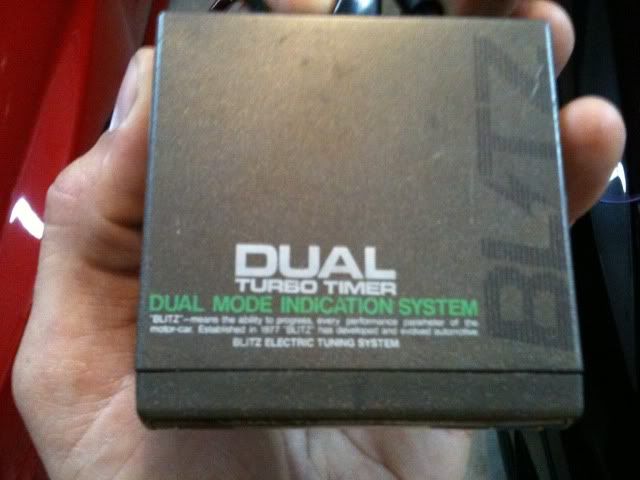 BLITZ
DUAL
TURBO TIMER
DUAL MODE INDICATION SYSTEM
"BLITZ"-means the ability to progress every performance parameter of the
motor-car. Established in 1977 "BLITZ" has developed and evolved automotive
BLITZ ELECTRIC TUNING SYSTEM